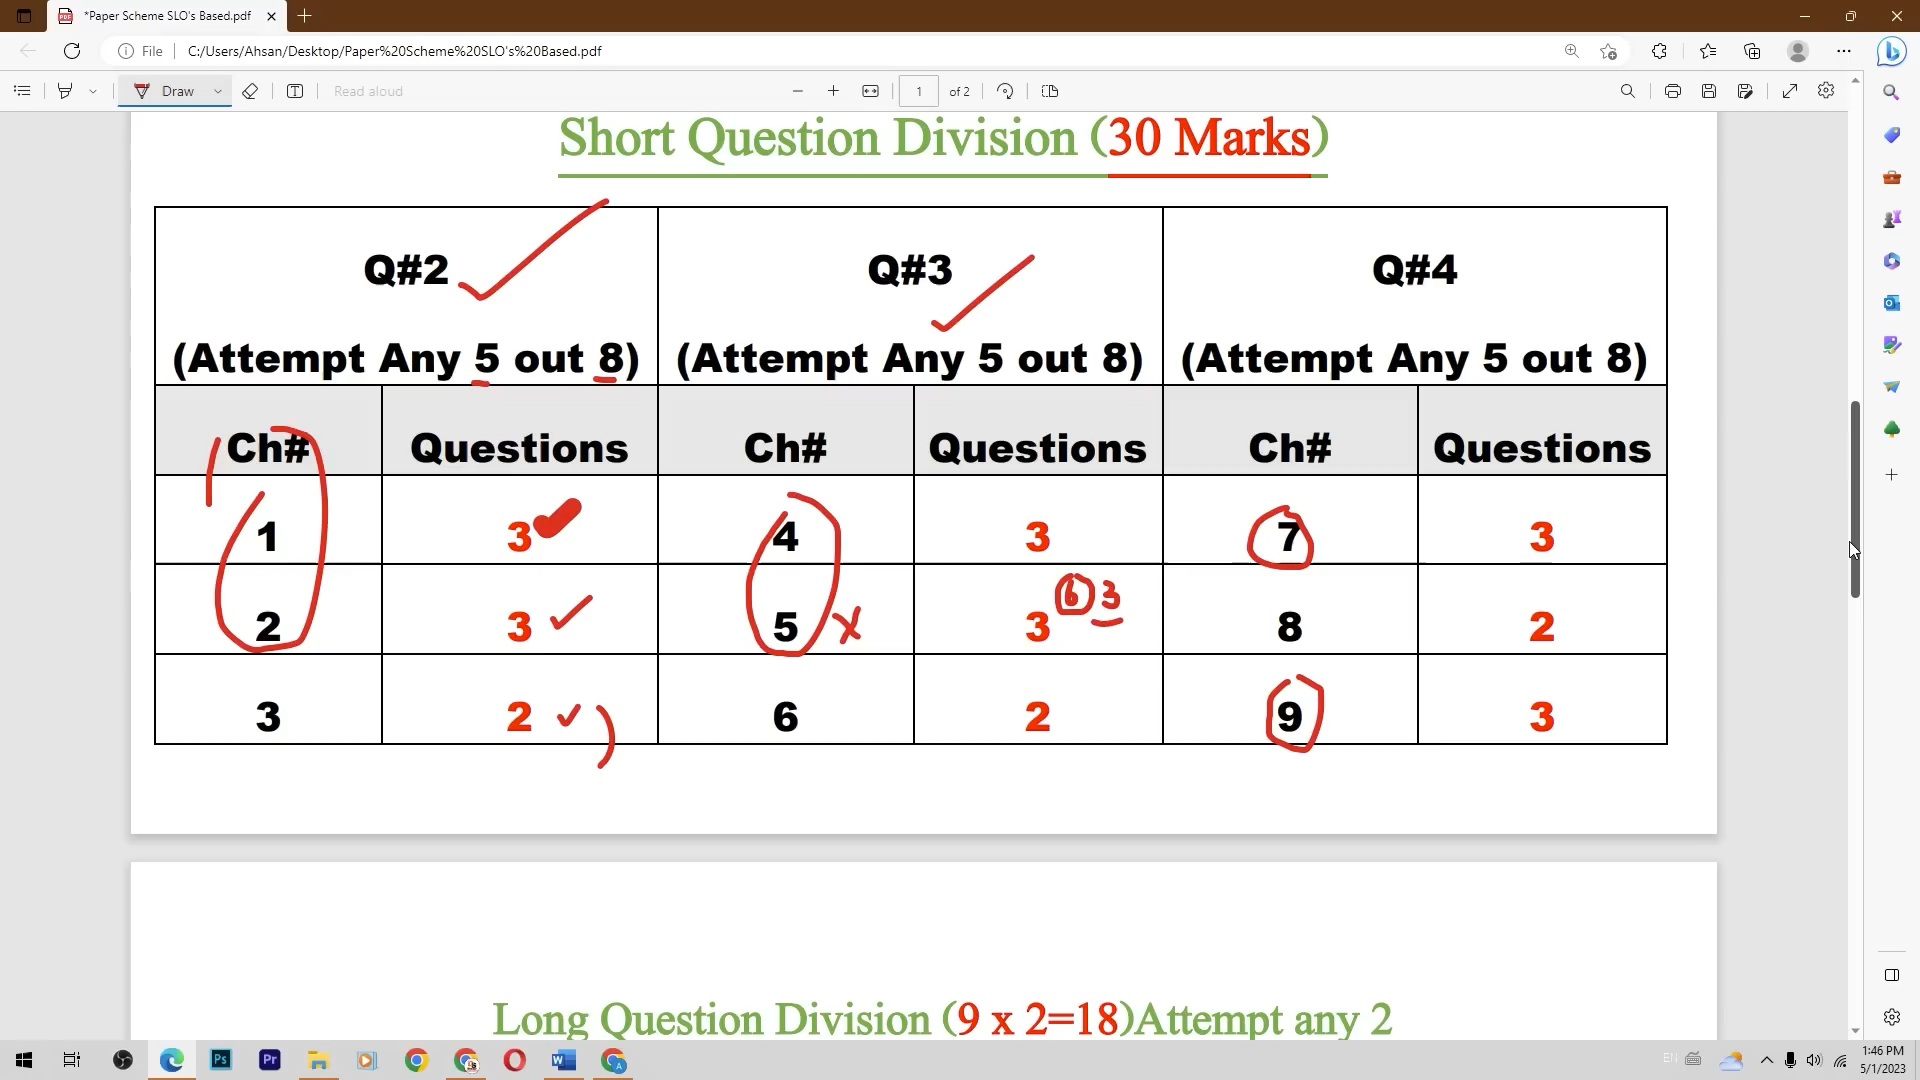 *Paper Scheme SLO's Based.pdf
File
C:/Users/Ahsan/Desktop/Paper%20Scheme%20SLO's%20Based.pdf
Draw
Read aloud
1
of 2
Short Question Division (30 Marks)
Q#2 Q#3 Q#4
(Attempt Any 5 out 8) (Attempt Any 5 out 8) (Attempt Any 5 out 8)
Ch# Questions Ch# Questions Ch# Questions
1 3 4 3 7 3
6 3
2 3 5 3 8 2
3 2 6 2 9 3
Long Question Division (9 x 2=18)Attempt any 2
EN
1:46 PM
5/1/2023